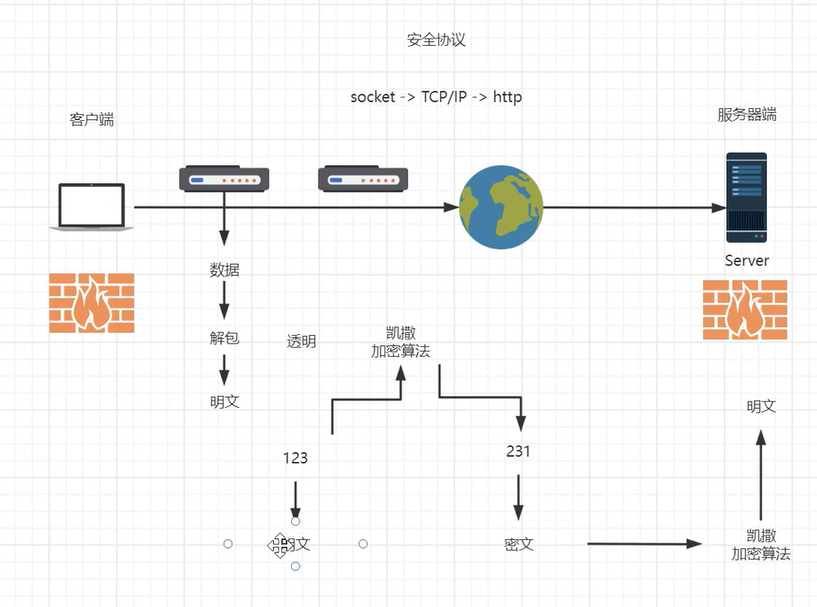 安全协议
socket -> TCP/IP -> http
客户端
服务器端
Server
数据
解包
透明
凯撒
加密算法
明文
明文
123
231
明文
密文
凯撒
加密算法